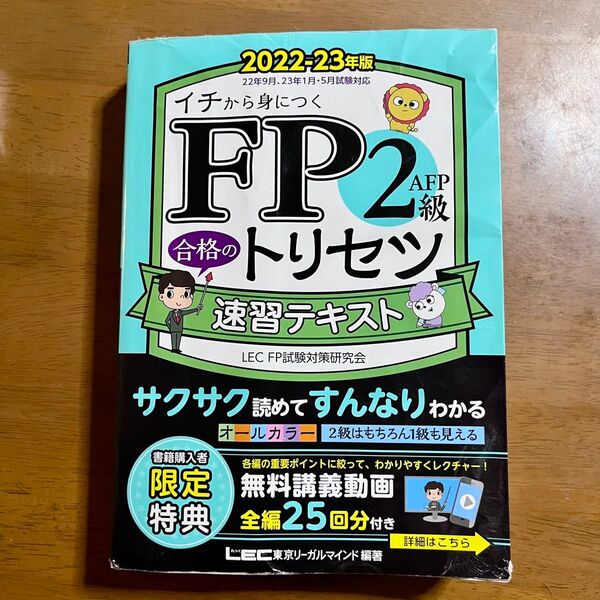 2022-23年版
22年9月、23年1月・5月試験対応
イチから身につく
FP2級
AFP
合格の
トリセツ
速習テキスト
LEC FP試験対策研究会
サクサク読めてすんなりわかる
オールカラー 2級はもちろん1級も見える
書籍購入者
限定
特典
各編の重要ポイントに絞って、わかりやすくレクチャー!
無料講義動画
全編25回分付き
詳細はこちら
LEC東京リーガルマインド 編著